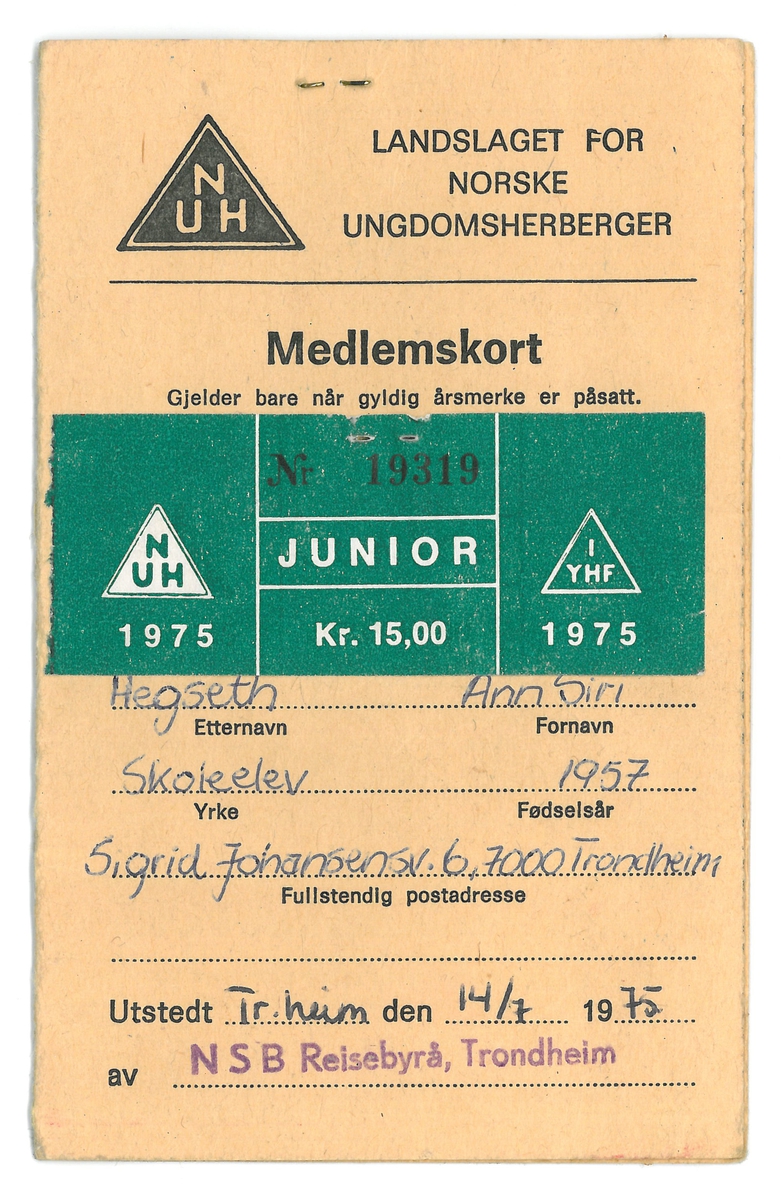 N
UH
LANDSLAGET FOR
NORSKE
UNGDOMSHERBERGER
Medlemskort
Gjelder bare når gyldig årsmerke er påsatt.
Nr 19319
N
UH
JUNIOR
I
YHF
1975 Kr. 15,00 1975
Hegseth Ann Siri
Etternavn Fornavn
Skoleelev 1957
Yrke Fødselsår
Sigrid Johansensv. 6, 7000 Trondheim
Fullstendig postadresse
Utstedt Tr.heim den 14/7 1975
av NSB Reisebyrå, Trondheim